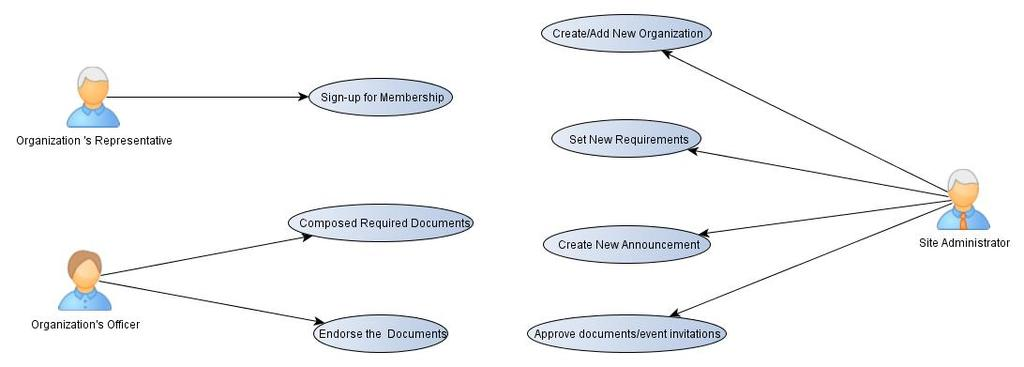 Create/Add New Organization
Sign-up for Membership
Organization 's Representative
Set New Requirements
Composed Required Documents
Create New Announcement
Site Administrator
Organization's Officer
Endorse the  Documents
Approve documents/event invitations